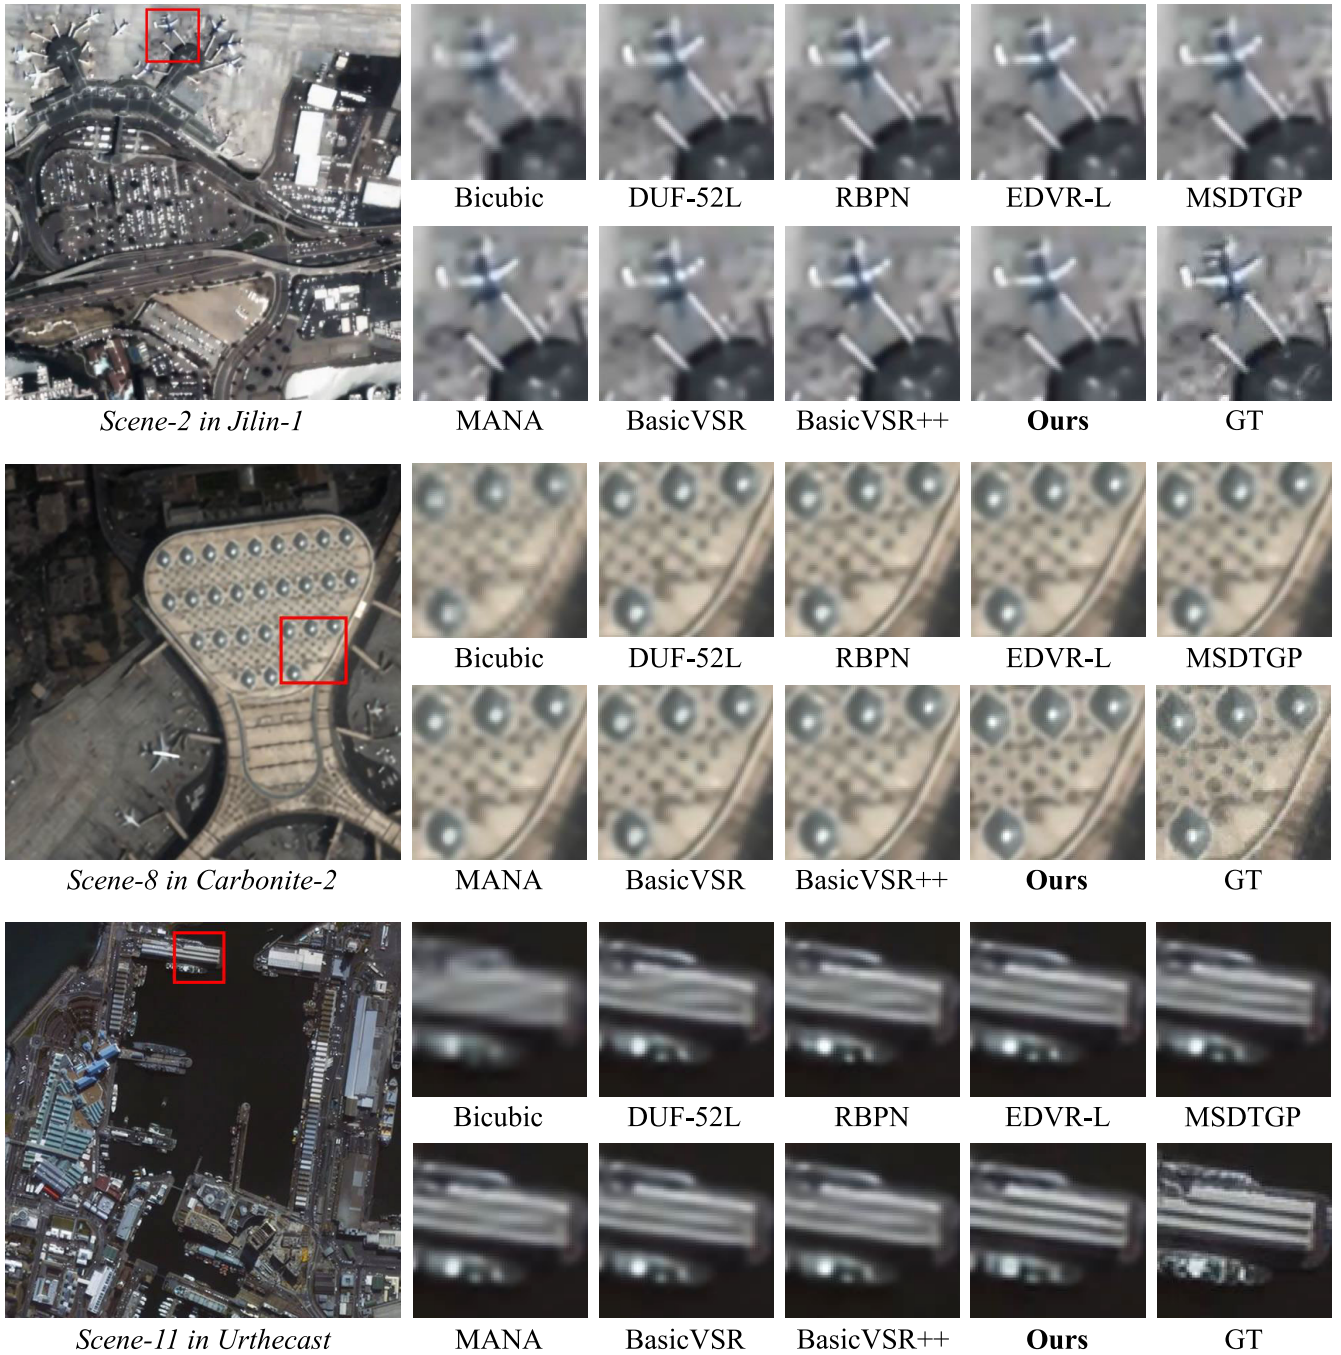 Bicubic DUF-52L RBPN EDVR-L MSDTGP
MANA BasicVSR BasicVSR++ Ours GT
Scene-2 in Jilin-1
Bicubic DUF-52L RBPN EDVR-L MSDTGP
MANA BasicVSR BasicVSR++ Ours GT
Scene-8 in Carbonite-2
Bicubic DUF-52L RBPN EDVR-L MSDTGP
MANA BasicVSR BasicVSR++ Ours GT
Scene-11 in Urthecast